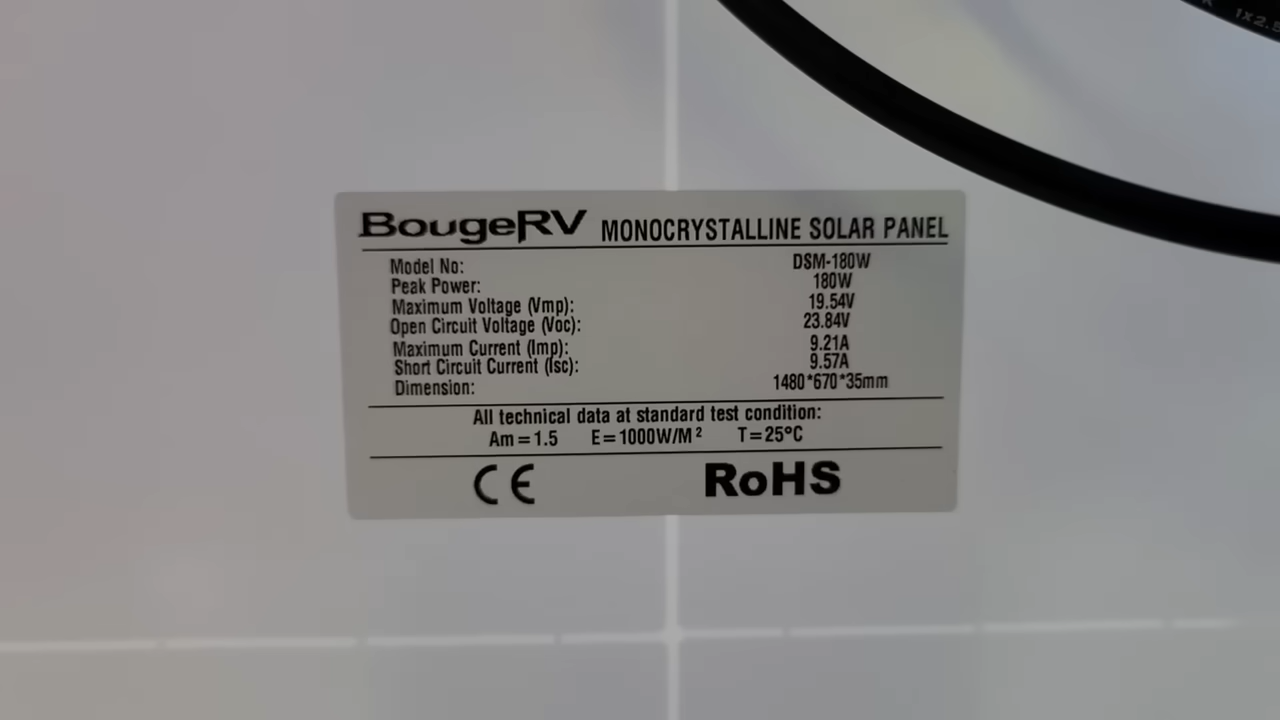 K 1x2.5
BougeRV MONOCRYSTALLINE SOLAR PANEL
Model No: DSM-180W
Peak Power: 180W
Maximum Voltage (Vmp): 19.54V
Open Circuit Voltage (Voc): 23.84V
Maximum Current (Imp): 9.21A
Short Circuit Current (Isc): 9.57A
Dimension: 1480*670*35mm
All technical data at standard test condition:
Am=1.5 E=1000W/M² T=25°C
CE RoHS